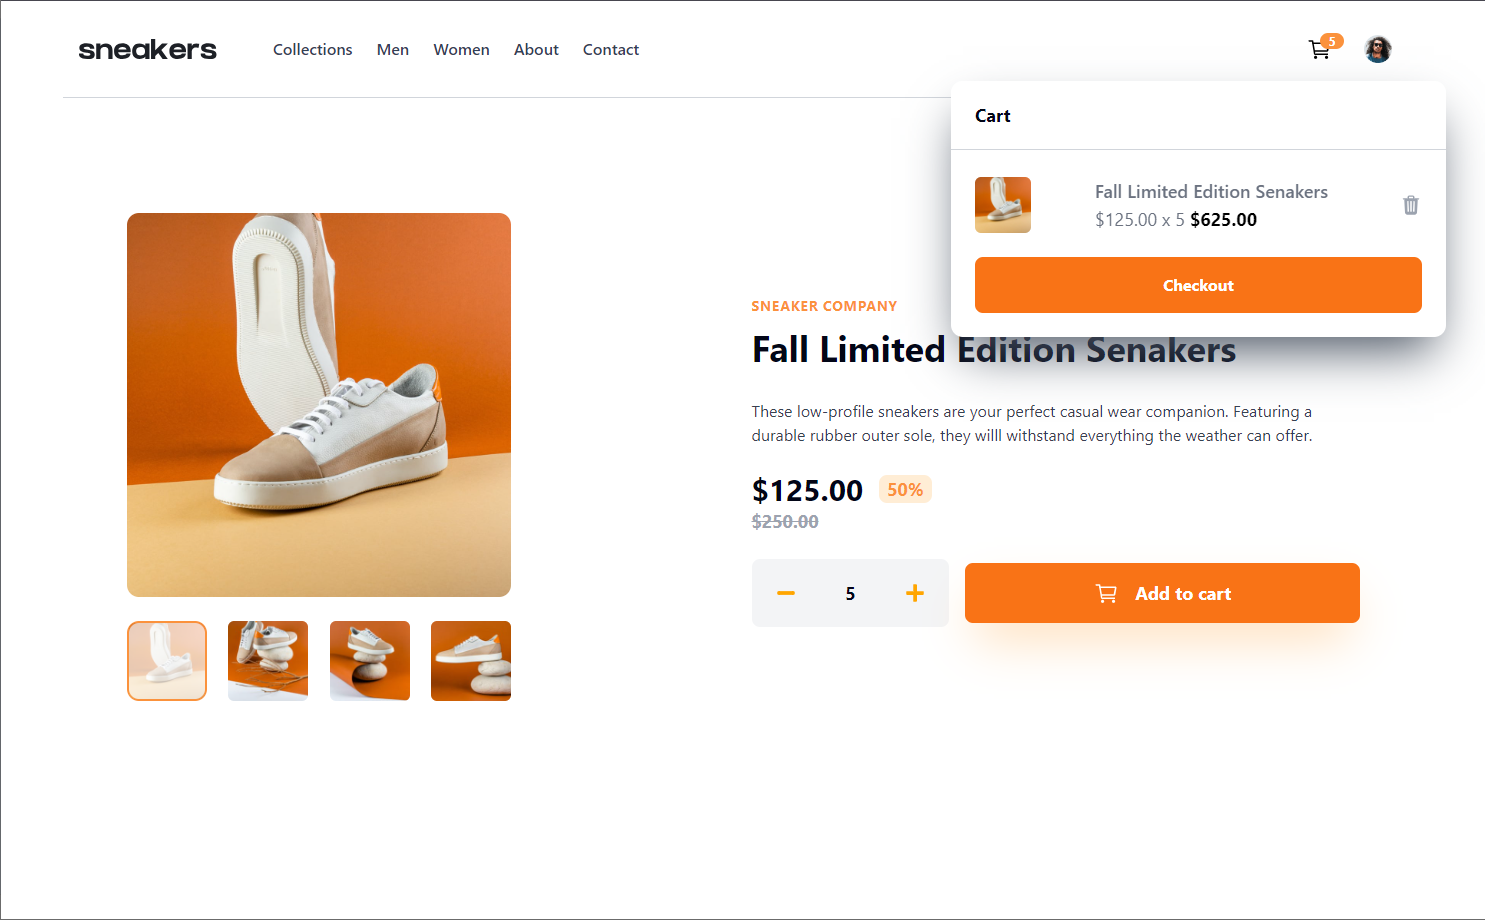 sneakers
Collections Men Women About Contact
5
Cart
Fall Limited Edition Senakers
$125.00 x 5 $625.00
Checkout
SNEAKER COMPANY
Fall Limited Edition Senakers
These low-profile sneakers are your perfect casual wear companion. Featuring a
durable rubber outer sole, they willl withstand everything the weather can offer.
$125.00 50%
$250.00
5
Add to cart